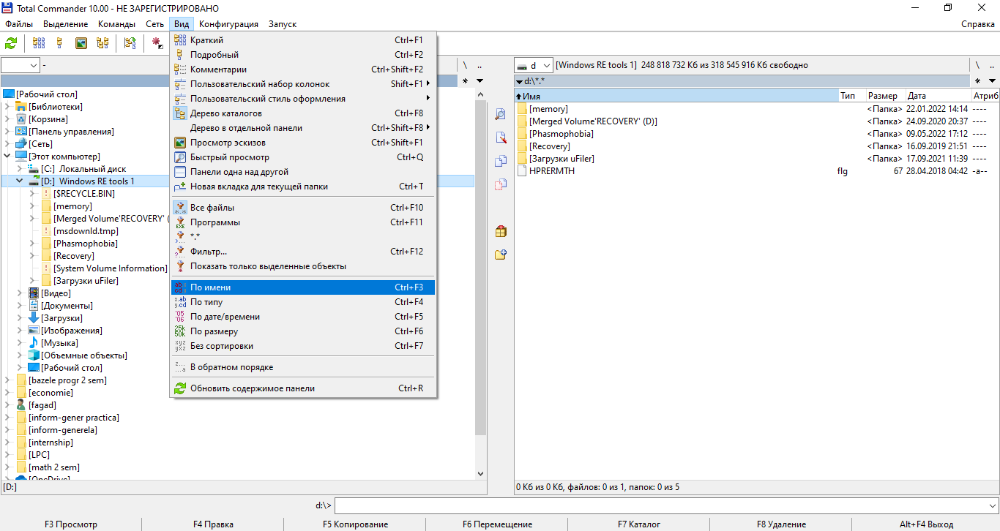 Total Commander 10.00 - НЕ ЗАРЕГИСТРИРОВАНО
Файлы Выделение Команды Сеть Вид Конфигурация Запуск Справка
Краткий Ctrl+F1
Подробный Ctrl+F2
Комментарии Ctrl+Shift+F2
Пользовательский набор колонок Shift+F1
Пользовательский стиль оформления
Дерево каталогов Ctrl+F8
Дерево в отдельной панели Ctrl+Shift+F8
Просмотр эскизов Ctrl+Shift+F1
Быстрый просмотр Ctrl+Q
Панели одна над другой
Новая вкладка для текущей папки Ctrl+T
Все файлы Ctrl+F10
Программы Ctrl+F11
*.*
Фильтр... Ctrl+F12
Показать только выделенные объекты
По имени Ctrl+F3
По типу Ctrl+F4
По дате/времени Ctrl+F5
По размеру Ctrl+F6
Без сортировки Ctrl+F7
В обратном порядке
Обновить содержимое панели Ctrl+R
-
\ ..
*
[Рабочий стол]
[Библиотеки]
[Корзина]
[Панель управления]
[Сеть]
[Этот компьютер]
[C:] Локальный диск
[D:] Windows RE tools 1
[$RECYCLE.BIN]
[memory]
[Merged Volume'RECOVERY' (
[msdownld.tmp]
[Phasmophobia]
[Recovery]
[System Volume Information]
[Загрузки uFiler]
[Видео]
[Документы]
[Загрузки]
[Изображения]
[Музыка]
[Объемные объекты]
[Рабочий стол]
[bazele progr 2 sem]
[economie]
[fagad]
[inform-gener practica]
[inform-generela]
[internship]
[LPC]
[math 2 sem]
[OneDrive]
[D:]
d [Windows RE tools 1] 248 818 732 Кб из 318 545 916 Кб свободно \ ..
d:\*.* *
Имя Тип Размер Дата Атриб
[memory] <Папка> 22.01.2022 14:14 ----
[Merged Volume'RECOVERY' (D)] <Папка> 24.09.2020 20:37 ----
[Phasmophobia] <Папка> 09.05.2022 17:12 ----
[Recovery] <Папка> 16.09.2019 21:51 ----
[Загрузки uFiler] <Папка> 17.09.2021 11:39 ----
HPRERMTH flg 67 28.04.2018 04:42 -a--
0 Кб из 0 Кб, файлов: 0 из 1, папок: 0 из 5
d:\>
F3 Просмотр F4 Правка F5 Копирование F6 Перемещение F7 Каталог F8 Удаление Alt+F4 Выход